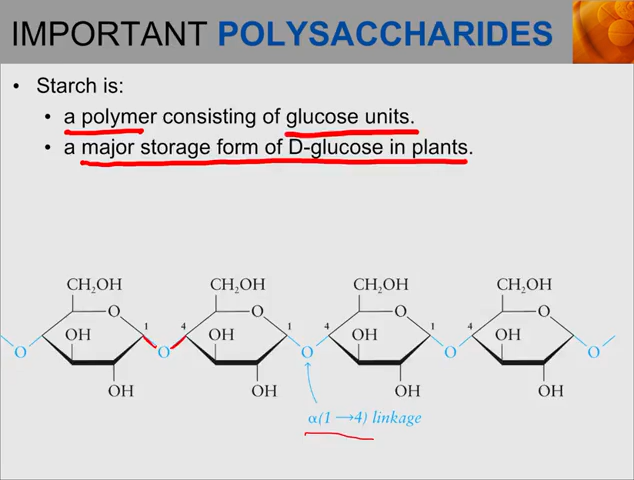 IMPORTANT POLYSACCHARIDES
• Starch is:
• a polymer consisting of glucose units.
• a major storage form of D-glucose in plants.
CH₂OH CH₂OH CH₂OH CH₂OH
O O O O
1 4 1 4 1 4
OH OH OH OH
O O O O O
OH OH OH OH
α(1 → 4) linkage